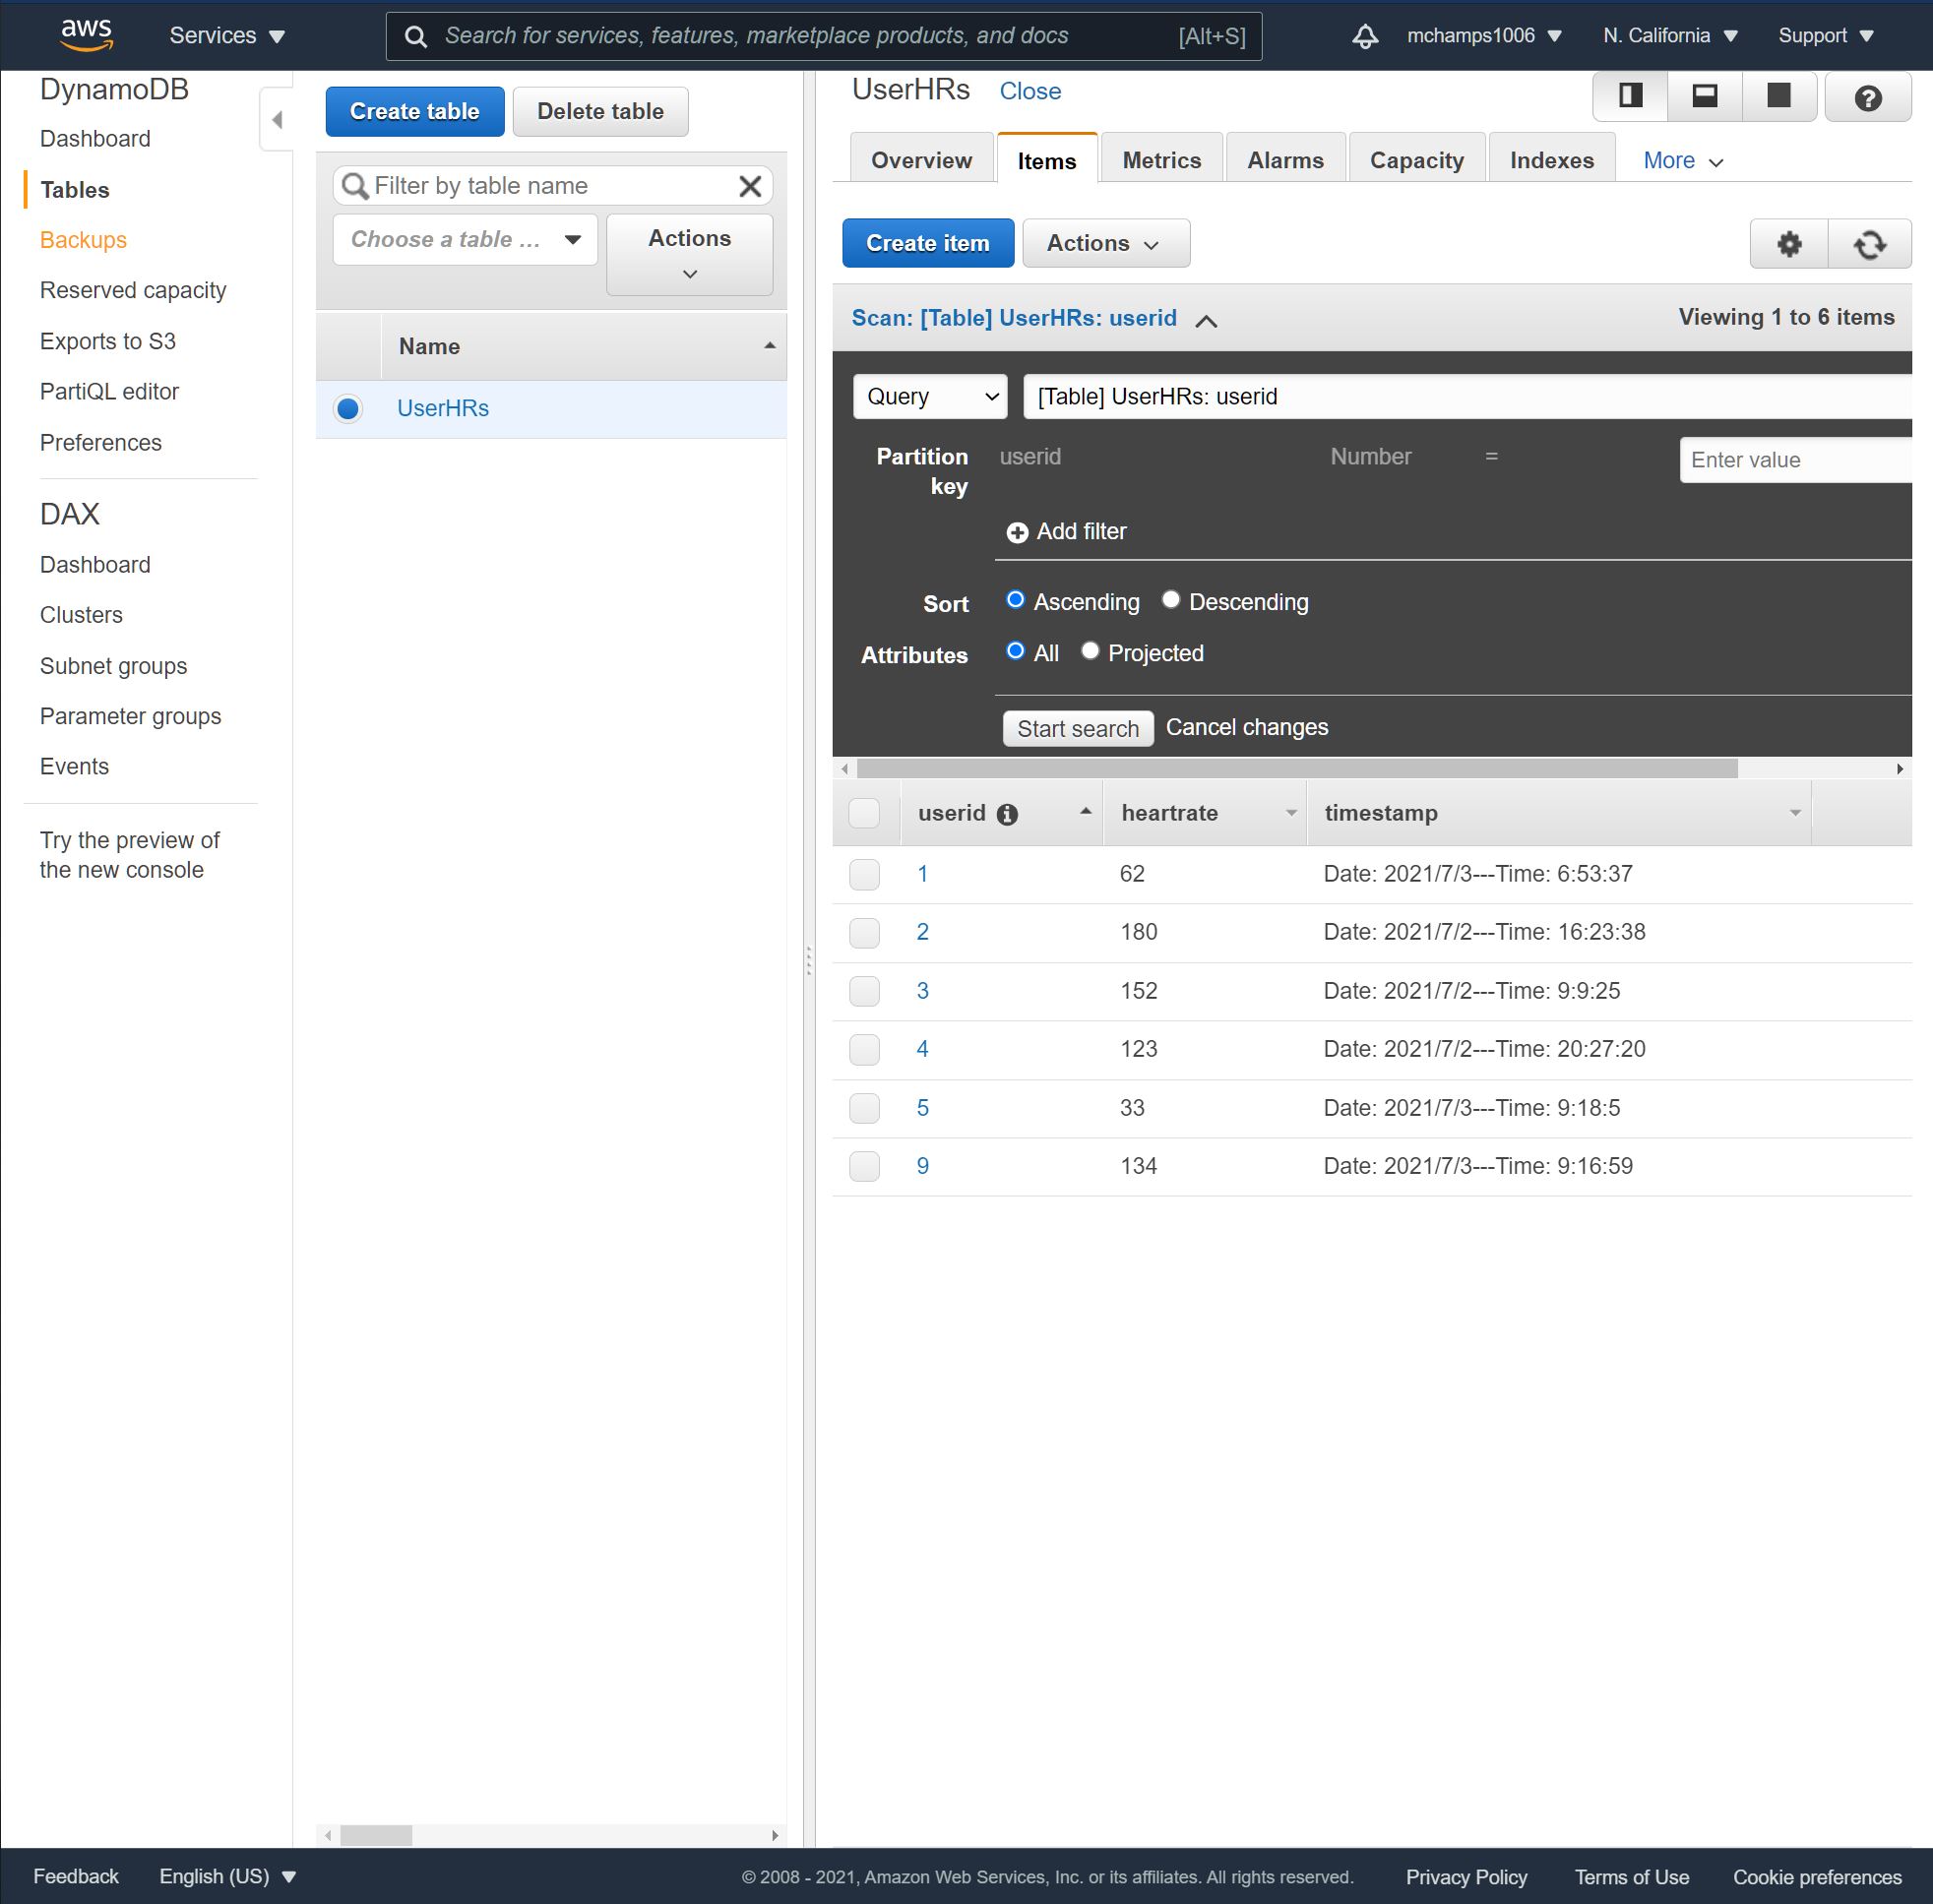 aws
Services
Search for services, features, marketplace products, and docs [Alt+S]
mchamps1006
N. California
Support
DynamoDB
Dashboard
Tables
Backups
Reserved capacity
Exports to S3
PartiQL editor
Preferences
DAX
Dashboard
Clusters
Subnet groups
Parameter groups
Events
Try the preview of
the new console
Create table
Delete table
Filter by table name
Choose a table ...
Actions
Name
UserHRs
UserHRs Close
Overview
Items
Metrics
Alarms
Capacity
Indexes
More
Create item
Actions
Scan: [Table] UserHRs: userid
Viewing 1 to 6 items
Query
[Table] UserHRs: userid
Partition
key
userid
Number
=
Enter value
Add filter
Sort
Ascending
Descending
Attributes
All
Projected
Start search
Cancel changes
userid heartrate timestamp
1 62 Date: 2021/7/3---Time: 6:53:37
2 180 Date: 2021/7/2---Time: 16:23:38
3 152 Date: 2021/7/2---Time: 9:9:25
4 123 Date: 2021/7/2---Time: 20:27:20
5 33 Date: 2021/7/3---Time: 9:18:5
9 134 Date: 2021/7/3---Time: 9:16:59
Feedback
English (US)
© 2008 - 2021, Amazon Web Services, Inc. or its affiliates. All rights reserved.
Privacy Policy
Terms of Use
Cookie preferences